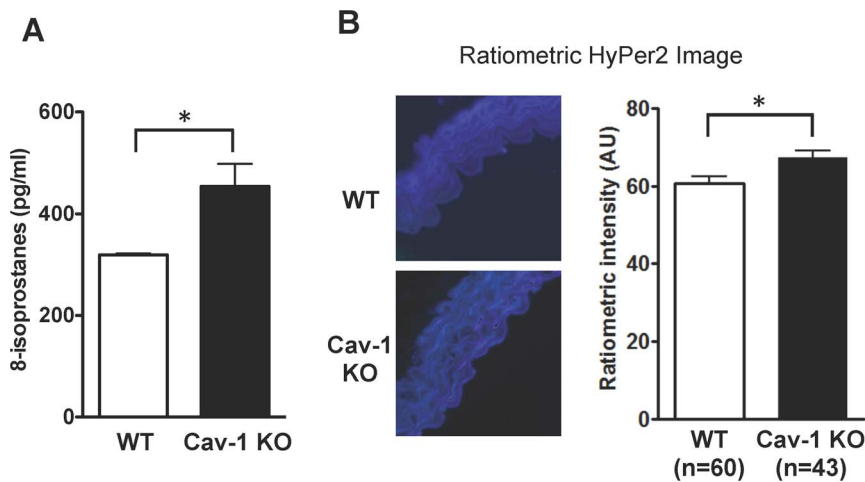 A
8-isoprostanes (pg/ml)
600
400
200
0
*
WT
Cav-1 KO
B
Ratiometric HyPer2 Image
WT
Cav-1
KO
Ratiometric intensity (AU)
80
60
40
20
0
*
WT
(n=60)
Cav-1 KO
(n=43)